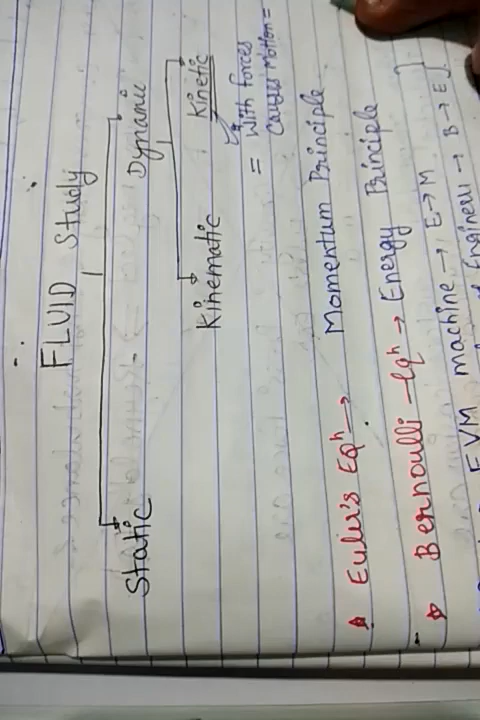 FLUID Study
Static Dynamic
Kinematic Kinetic
= With forces
Causes Motion =
Euler's Eqⁿ → Momentum Principle
Bernoulli Eqⁿ → Energy Principle
EVM machine → E→M
Engineers → B→E